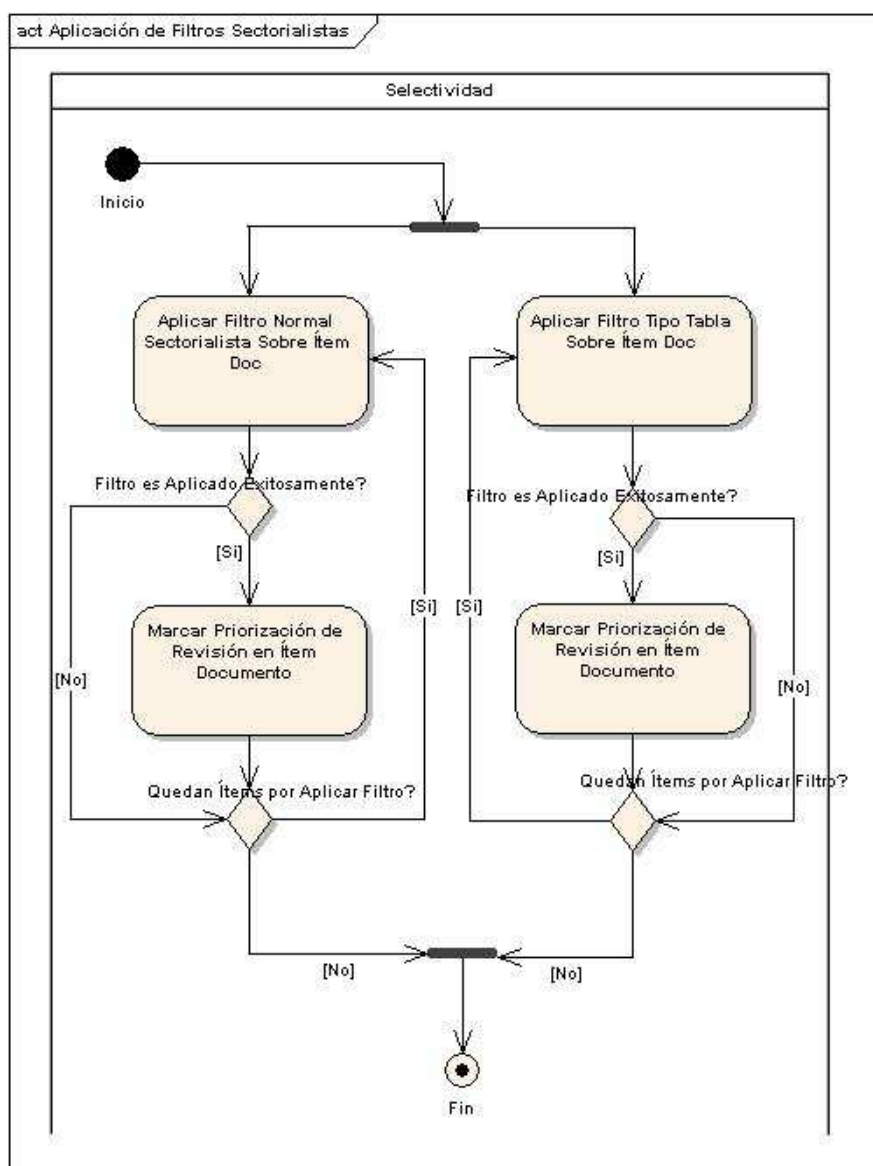 act Aplicación de Filtros Sectorialistas
Selectividad
Inicio
Aplicar Filtro Normal
Sectorialista Sobre Ítem
Doc
Aplicar Filtro Tipo Tabla
Sobre Ítem Doc
Filtro es Aplicado Exitosamente?
Filtro es Aplicado Exitosamente?
[Si]
[Si]
[Si]
[Si]
Marcar Priorización de
Revisión en Ítem
Documento
Marcar Priorización de
Revisión en Ítem
Documento
[No]
[No]
Quedan Ítems por Aplicar Filtro?
Quedan Ítems por Aplicar Filtro?
[No]
[No]
Fin